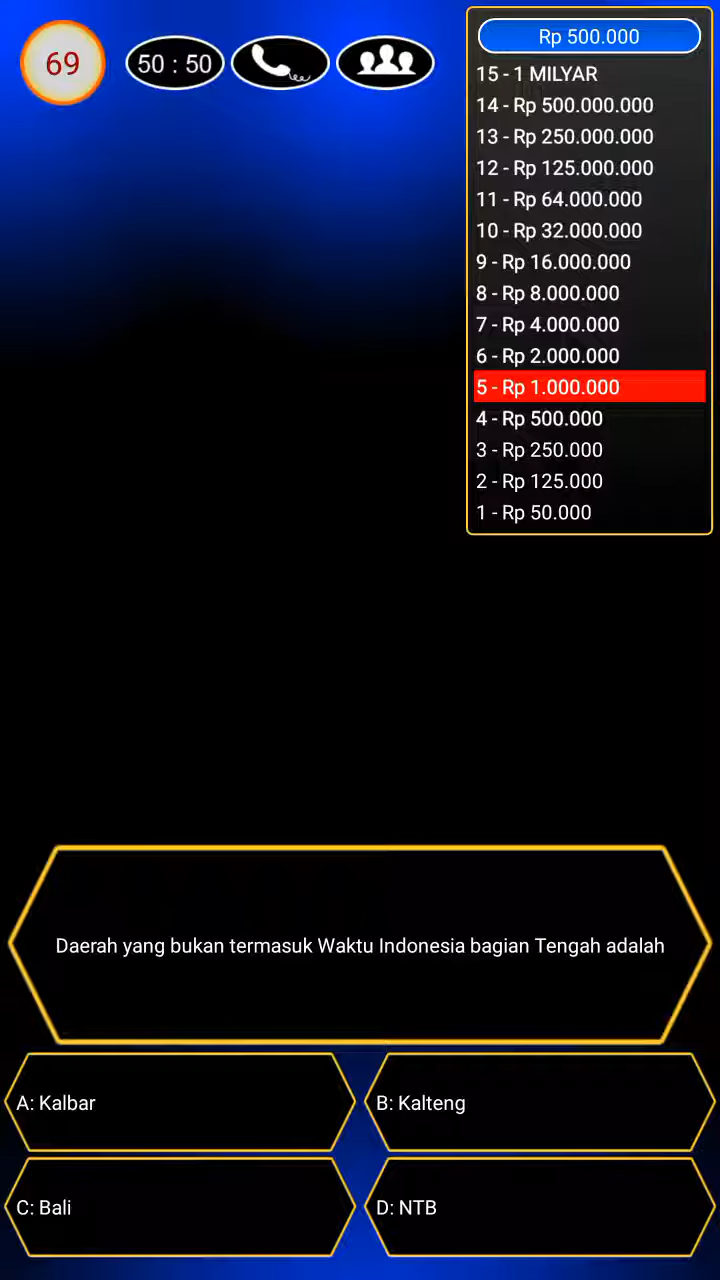 69
50 : 50
Rp 500.000
15 - 1 MILYAR
14 - Rp 500.000.000
13 - Rp 250.000.000
12 - Rp 125.000.000
11 - Rp 64.000.000
10 - Rp 32.000.000
9 - Rp 16.000.000
8 - Rp 8.000.000
7 - Rp 4.000.000
6 - Rp 2.000.000
5 - Rp 1.000.000
4 - Rp 500.000
3 - Rp 250.000
2 - Rp 125.000
1 - Rp 50.000
Daerah yang bukan termasuk Waktu Indonesia bagian Tengah adalah
A: Kalbar
B: Kalteng
C: Bali
D: NTB